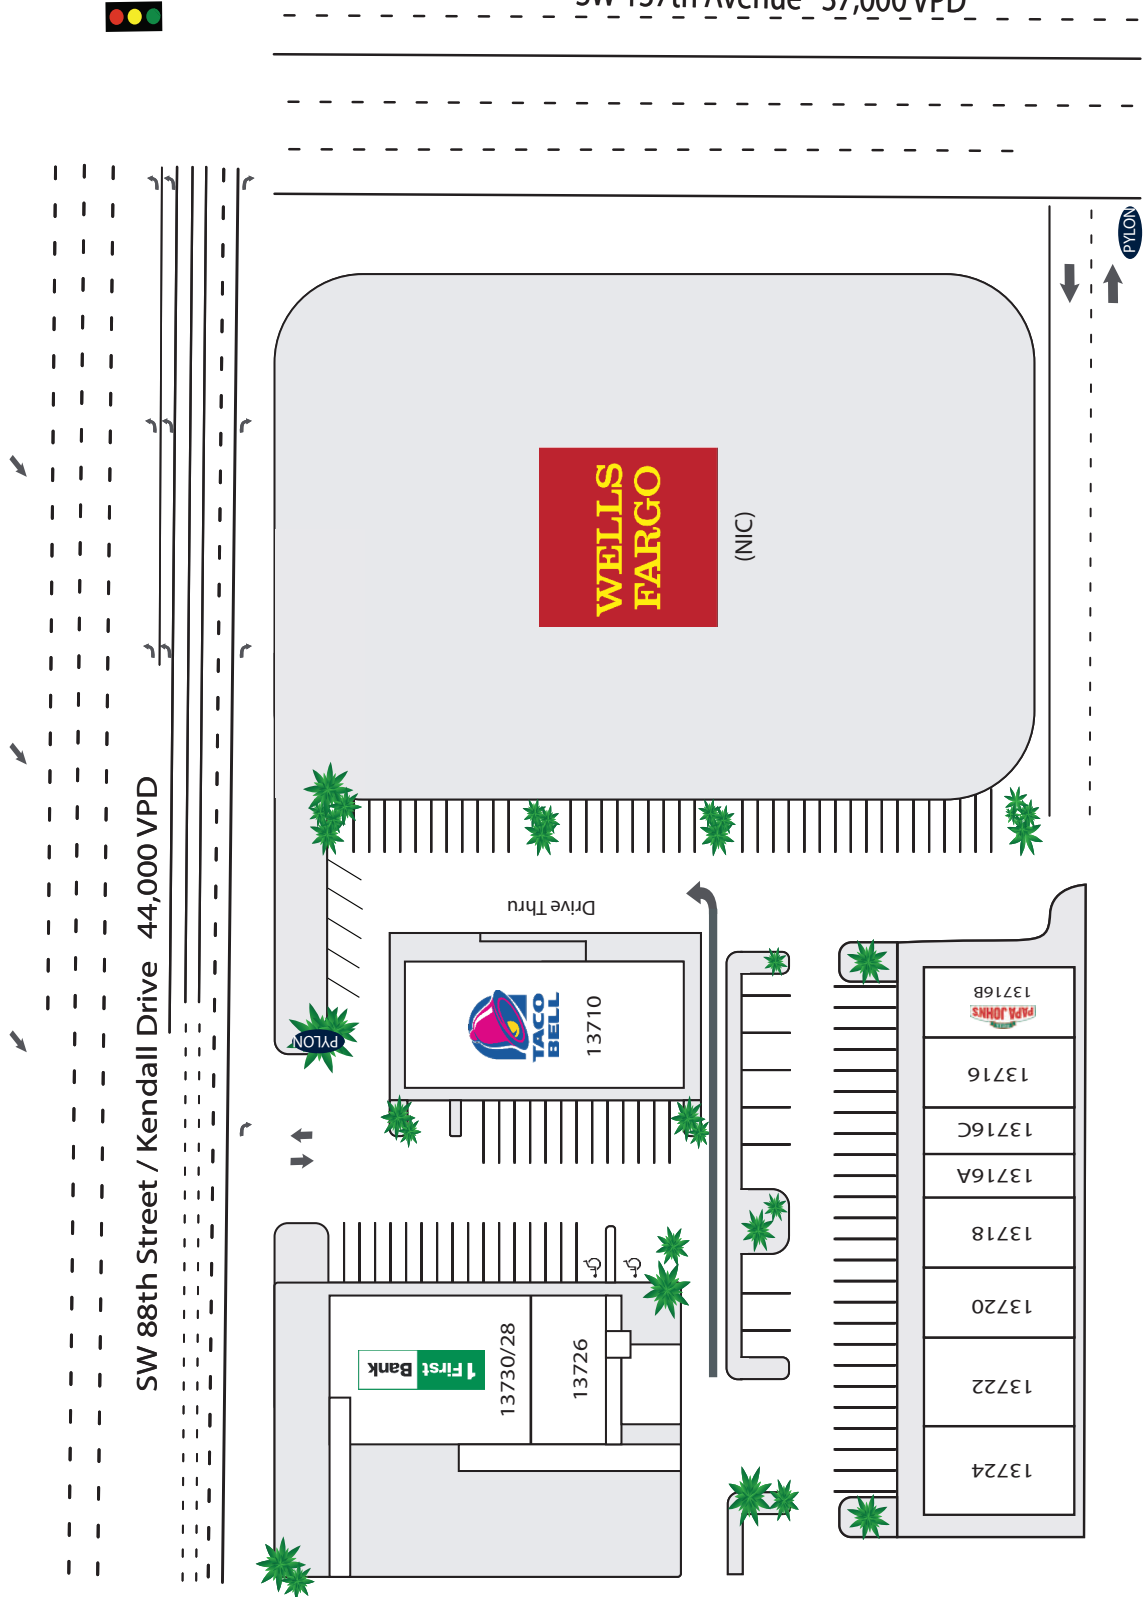 SW 137th Avenue 37,000 VPD
PYLON
WELLS
FARGO
(NIC)
SW 88th Street / Kendall Drive 44,000 VPD
Drive Thru
TACO
BELL
13710
PYLON
13716B
PAPA JOHN'S
13716
13716C
13716A
13718
13720
13722
13724
1 First
Bank
13730/28
13726